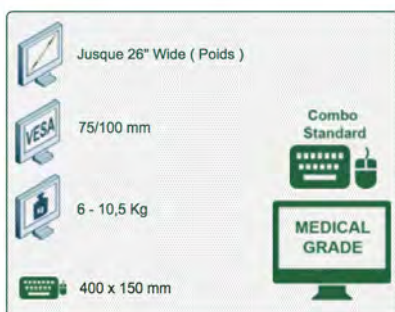 Jusque 26" Wide ( Poids )
VESA
75/100 mm
6 - 10,5 Kg
400 x 150 mm
Combo
Standard
MEDICAL
GRADE